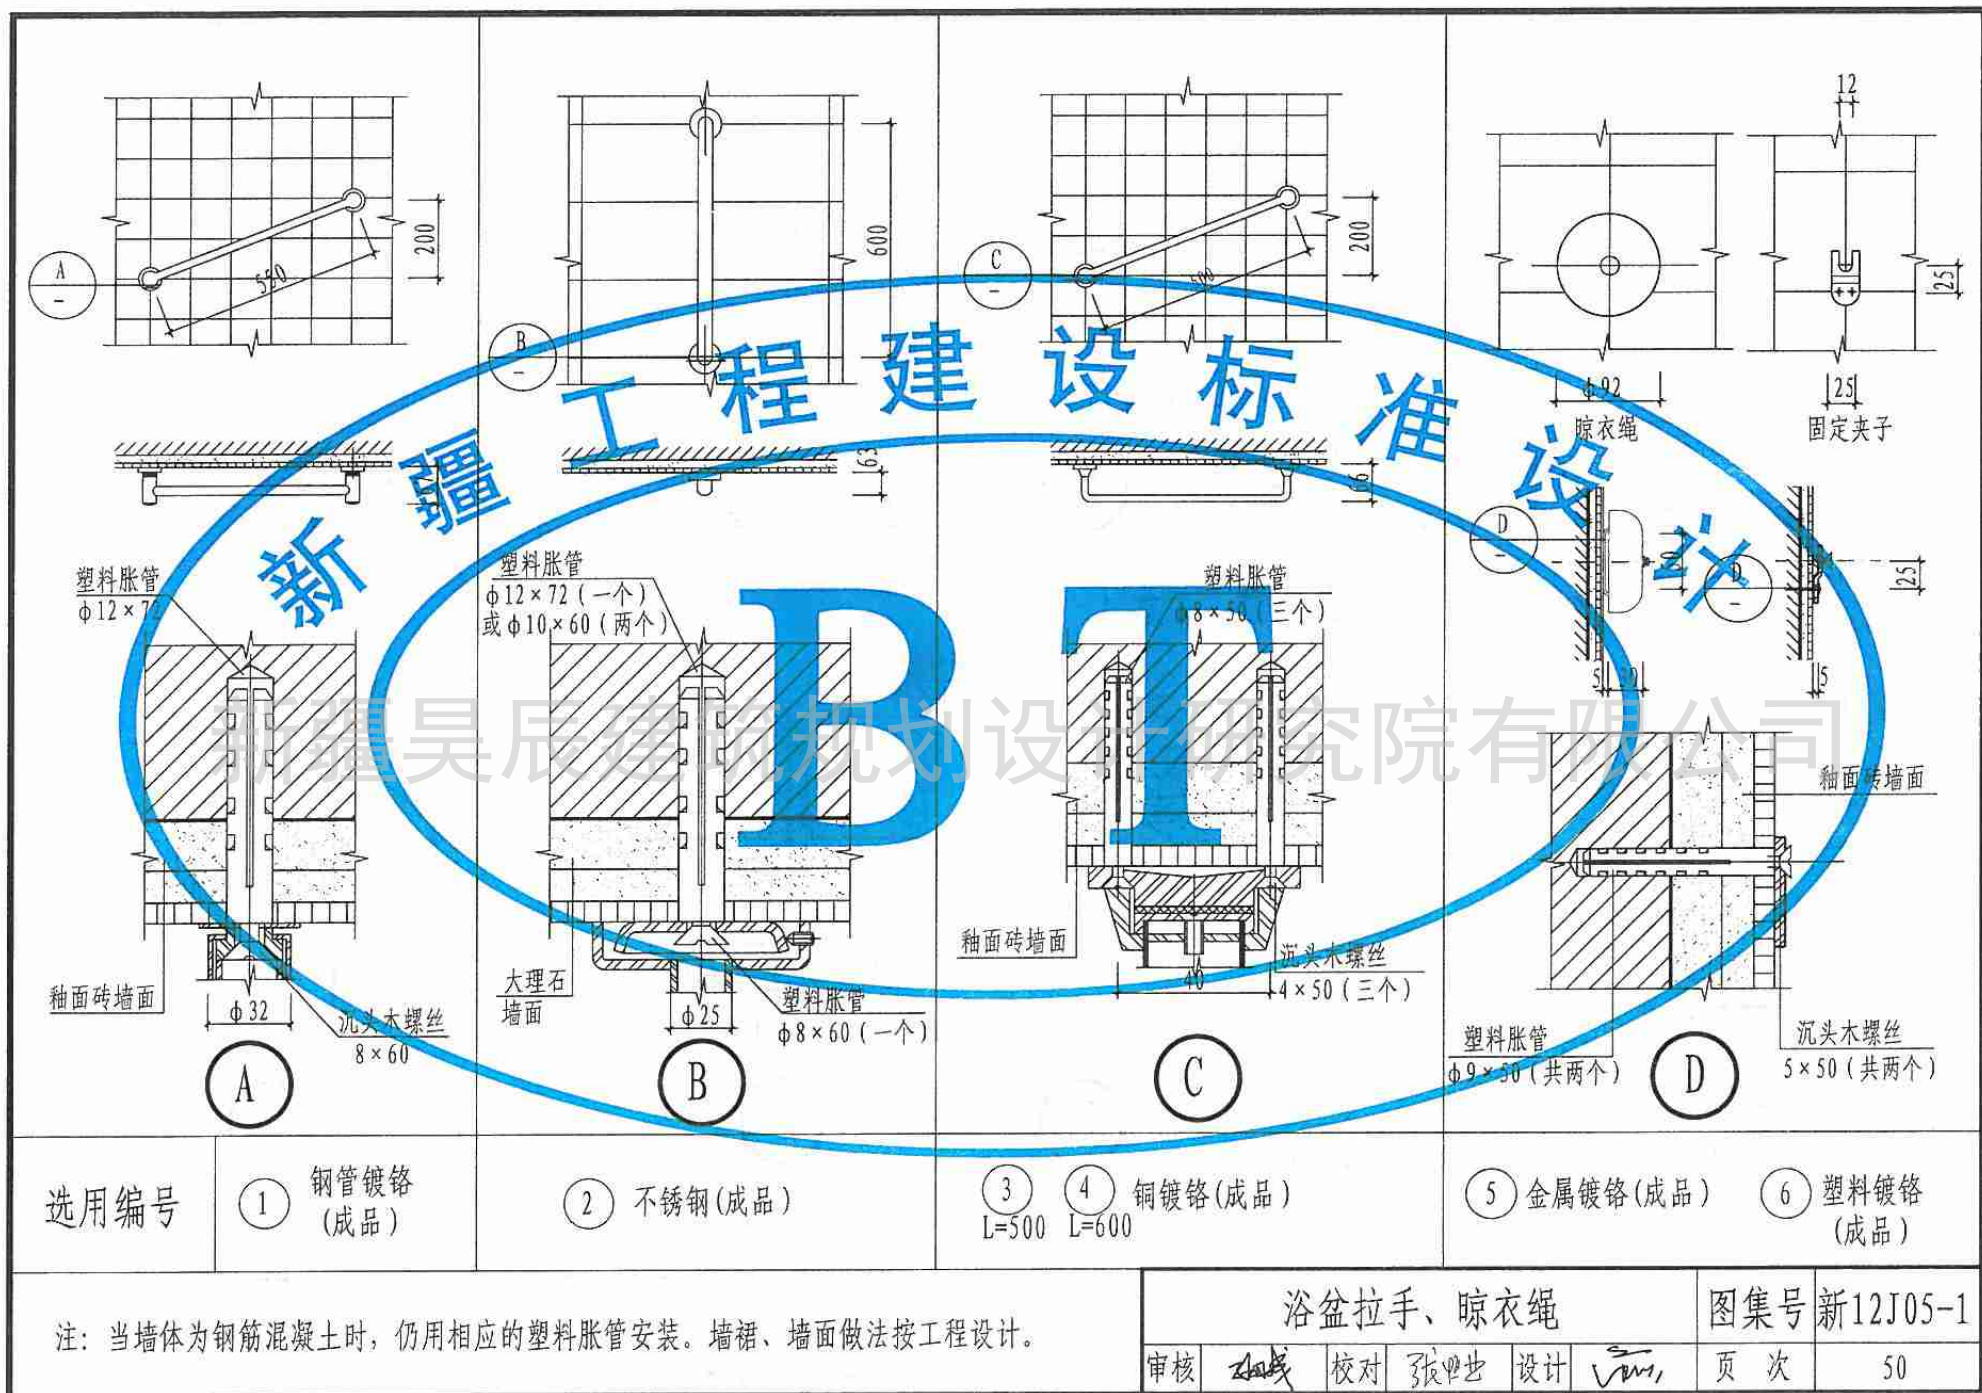 A
-
550
200
B
-
600
C
-
200
12
25
φ92
晾衣绳
25
固定夹子
63
66
D
-
D
-
25
5
5
塑料胀管
φ12×72
塑料胀管
φ12×72(一个)
或φ10×60(两个)
塑料胀管
φ8×50(三个)
釉面砖墙面
φ32
沉头木螺丝
8×60
A
大理石
墙面
φ25
塑料胀管
φ8×60(一个)
B
釉面砖墙面
40
沉头木螺丝
4×50(三个)
C
釉面砖墙面
塑料胀管
φ9×50(共两个)
沉头木螺丝
5×50(共两个)
D
新疆工程建设标准设计
BT
新疆昊辰建筑规划设计研究院有限公司
选用编号
1 钢管镀铬
(成品)
2 不锈钢(成品)
3 4 铜镀铬(成品)
L=500 L=600
5 金属镀铬(成品)
6 塑料镀铬
(成品)
注：当墙体为钢筋混凝土时，仍用相应的塑料胀管安装。墙裙、墙面做法按工程设计。
浴盆拉手、晾衣绳 图集号 新12J05-1
审核 校对 设计 页次 50